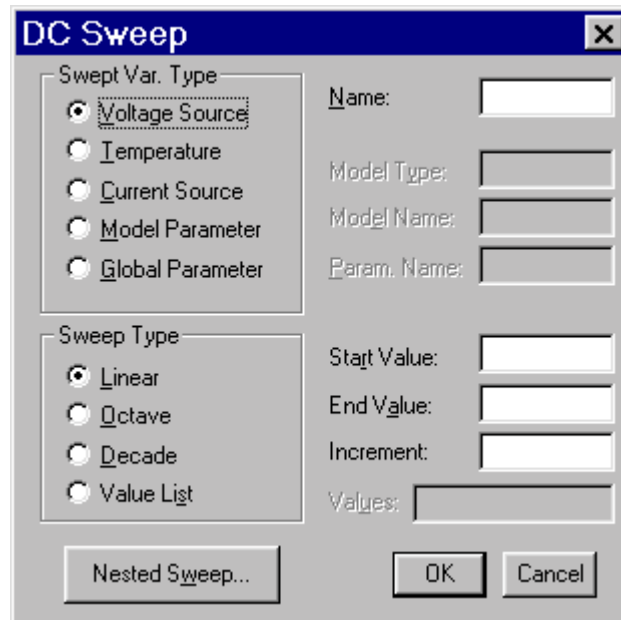 DC Sweep
Swept Var. Type
Voltage Source
Temperature
Current Source
Model Parameter
Global Parameter
Name:
Model Type:
Model Name:
Param. Name:
Sweep Type
Linear
Octave
Decade
Value List
Start Value:
End Value:
Increment:
Values:
Nested Sweep...
OK
Cancel